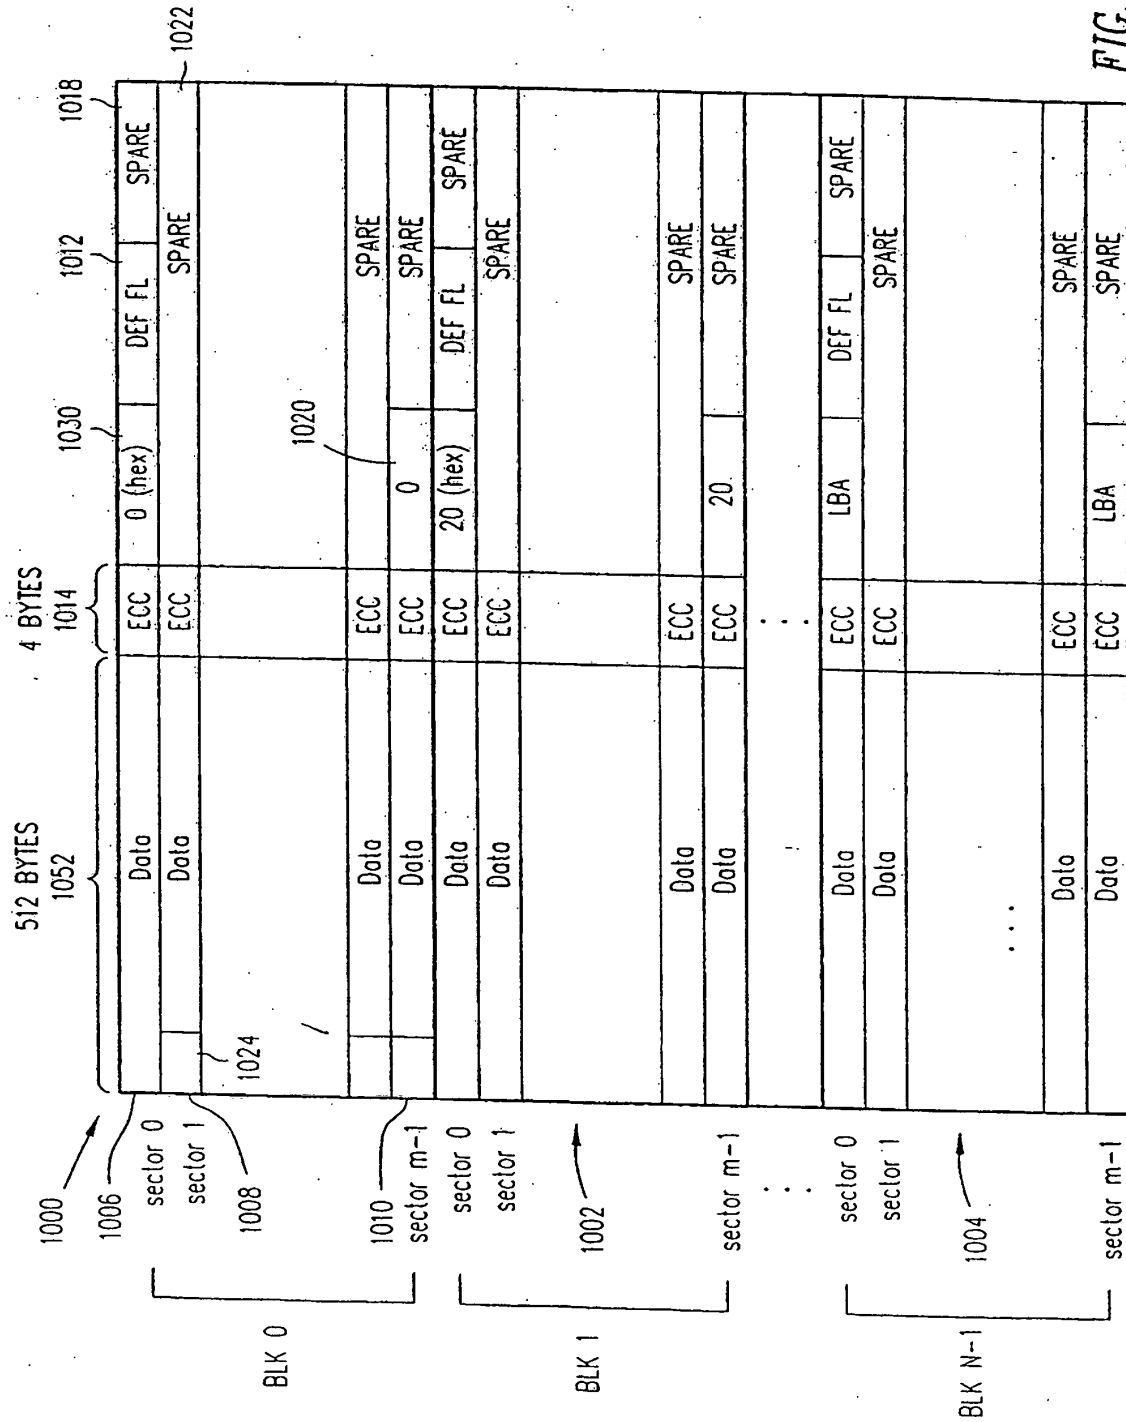 512 BYTES 4 BYTES
1052 1014 1030 1012 1018
1000
1006
sector 0 Data ECC 0 (hex) DEF FL SPARE
sector 1 Data ECC SPARE
1022
1008
1024
1020
BLK 0
Data ECC SPARE
1010
sector m-1 Data ECC 0 SPARE
sector 0 Data ECC 20 (hex) DEF FL SPARE
sector 1 Data ECC SPARE
1002
BLK 1
Data ECC SPARE
sector m-1 Data ECC 20 SPARE
sector 0 Data ECC LBA DEF FL SPARE
sector 1 Data ECC SPARE
1004
BLK N-1
Data ECC SPARE
sector m-1 Data ECC LBA SPARE
FIG.